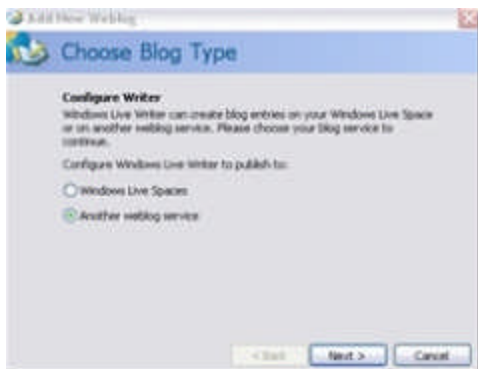 Add New Weblog
Choose Blog Type
Configure Writer
Windows Live Writer can create blog entries on your Windows Live Space
or on another weblog service. Please choose your blog service to
continue.
Configure Windows Live Writer to publish to:
Windows Live Spaces
Another weblog service
< Back
Next >
Cancel